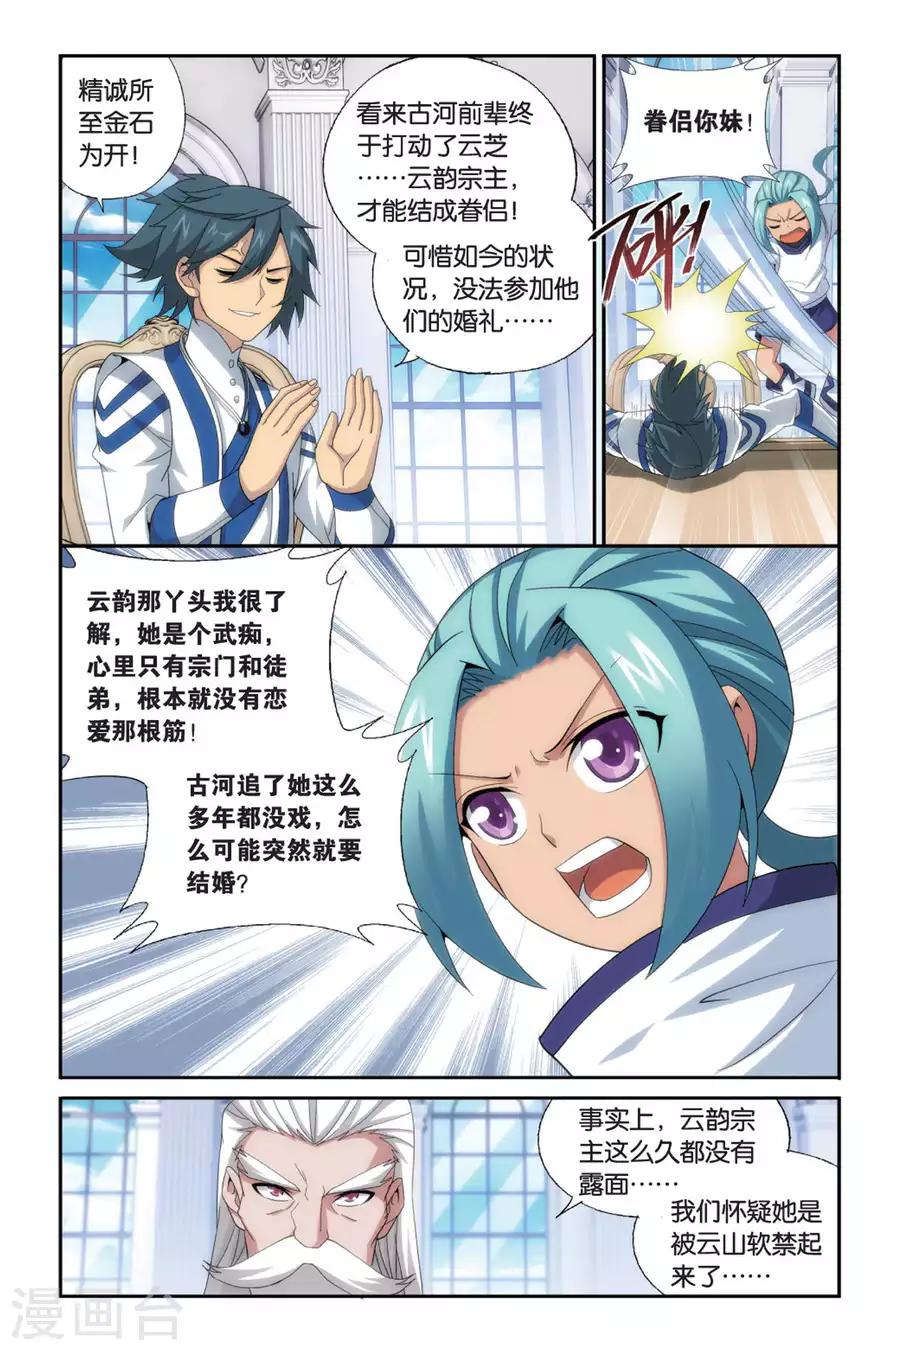 精诚所
至金石
为开！
看来古河前辈终
于打动了云芝
……云韵宗主，
才能结成眷侣！
可惜如今的状
况，没法参加他
们的婚礼……
眷侣你妹！
砰！
云韵那丫头我很了
解，她是个武痴，
心里只有宗门和徒
弟，根本就没有恋
爱那根筋！
古河追了她这么
多年都没戏，怎
么可能突然就要
结婚？
事实上，云韵宗
主这么久都没有
露面……
我们怀疑她是
被云山软禁起
来了……
漫画台